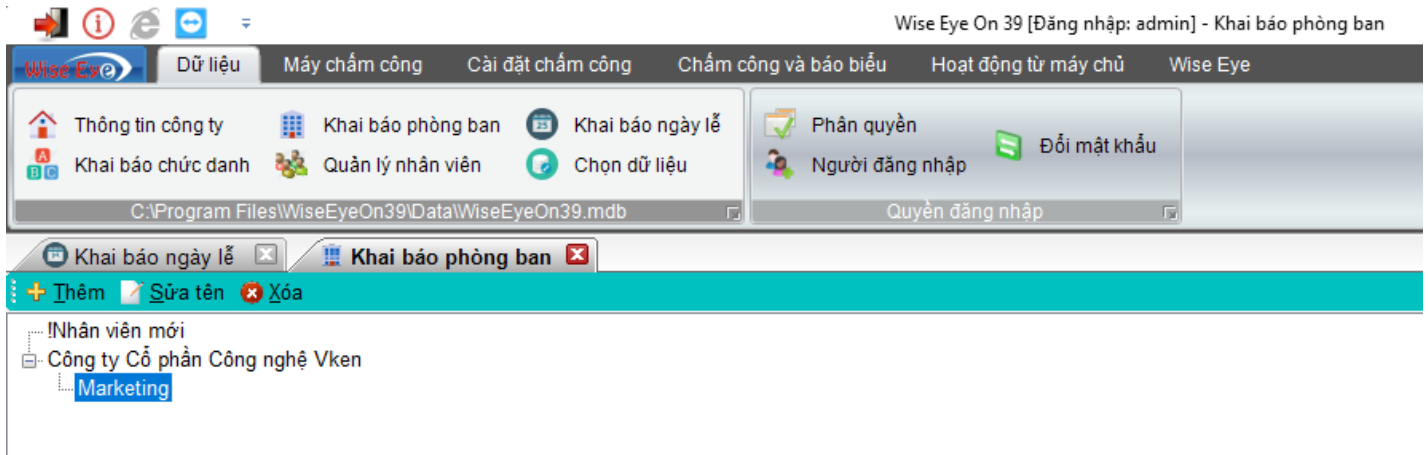 Wise Eye On 39 [Đăng nhập: admin] - Khai báo phòng ban
Wise Eye Dữ liệu Máy chấm công Cài đặt chấm công Chấm công và báo biểu Hoạt động từ máy chủ Wise Eye
Thông tin công ty Khai báo phòng ban Khai báo ngày lễ Phân quyền
Đổi mật khẩu
Khai báo chức danh Quản lý nhân viên Chọn dữ liệu Người đăng nhập
C:\Program Files\WiseEyeOn39\Data\WiseEyeOn39.mdb Quyền đăng nhập
Khai báo ngày lễ Khai báo phòng ban
Thêm Sửa tên Xóa
!Nhân viên mới
Công ty Cổ phần Công nghệ Vken
Marketing